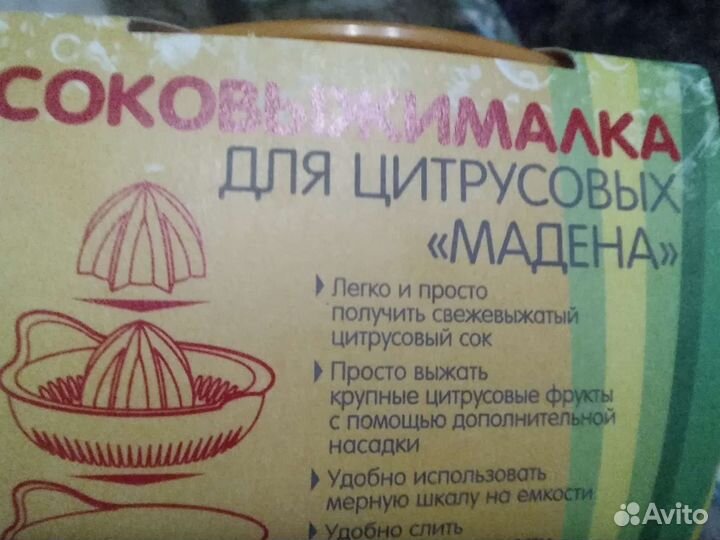 СОКОВЫЖИМАЛКА
ДЛЯ ЦИТРУСОВЫХ
«МАДЕНА»
Легко и просто
получить свежевыжатый
цитрусовый сок
Просто выжать
крупные цитрусовые фрукты
с помощью дополнительной
насадки
Удобно использовать
мерную шкалу на емкости
Удобно слить
Avito